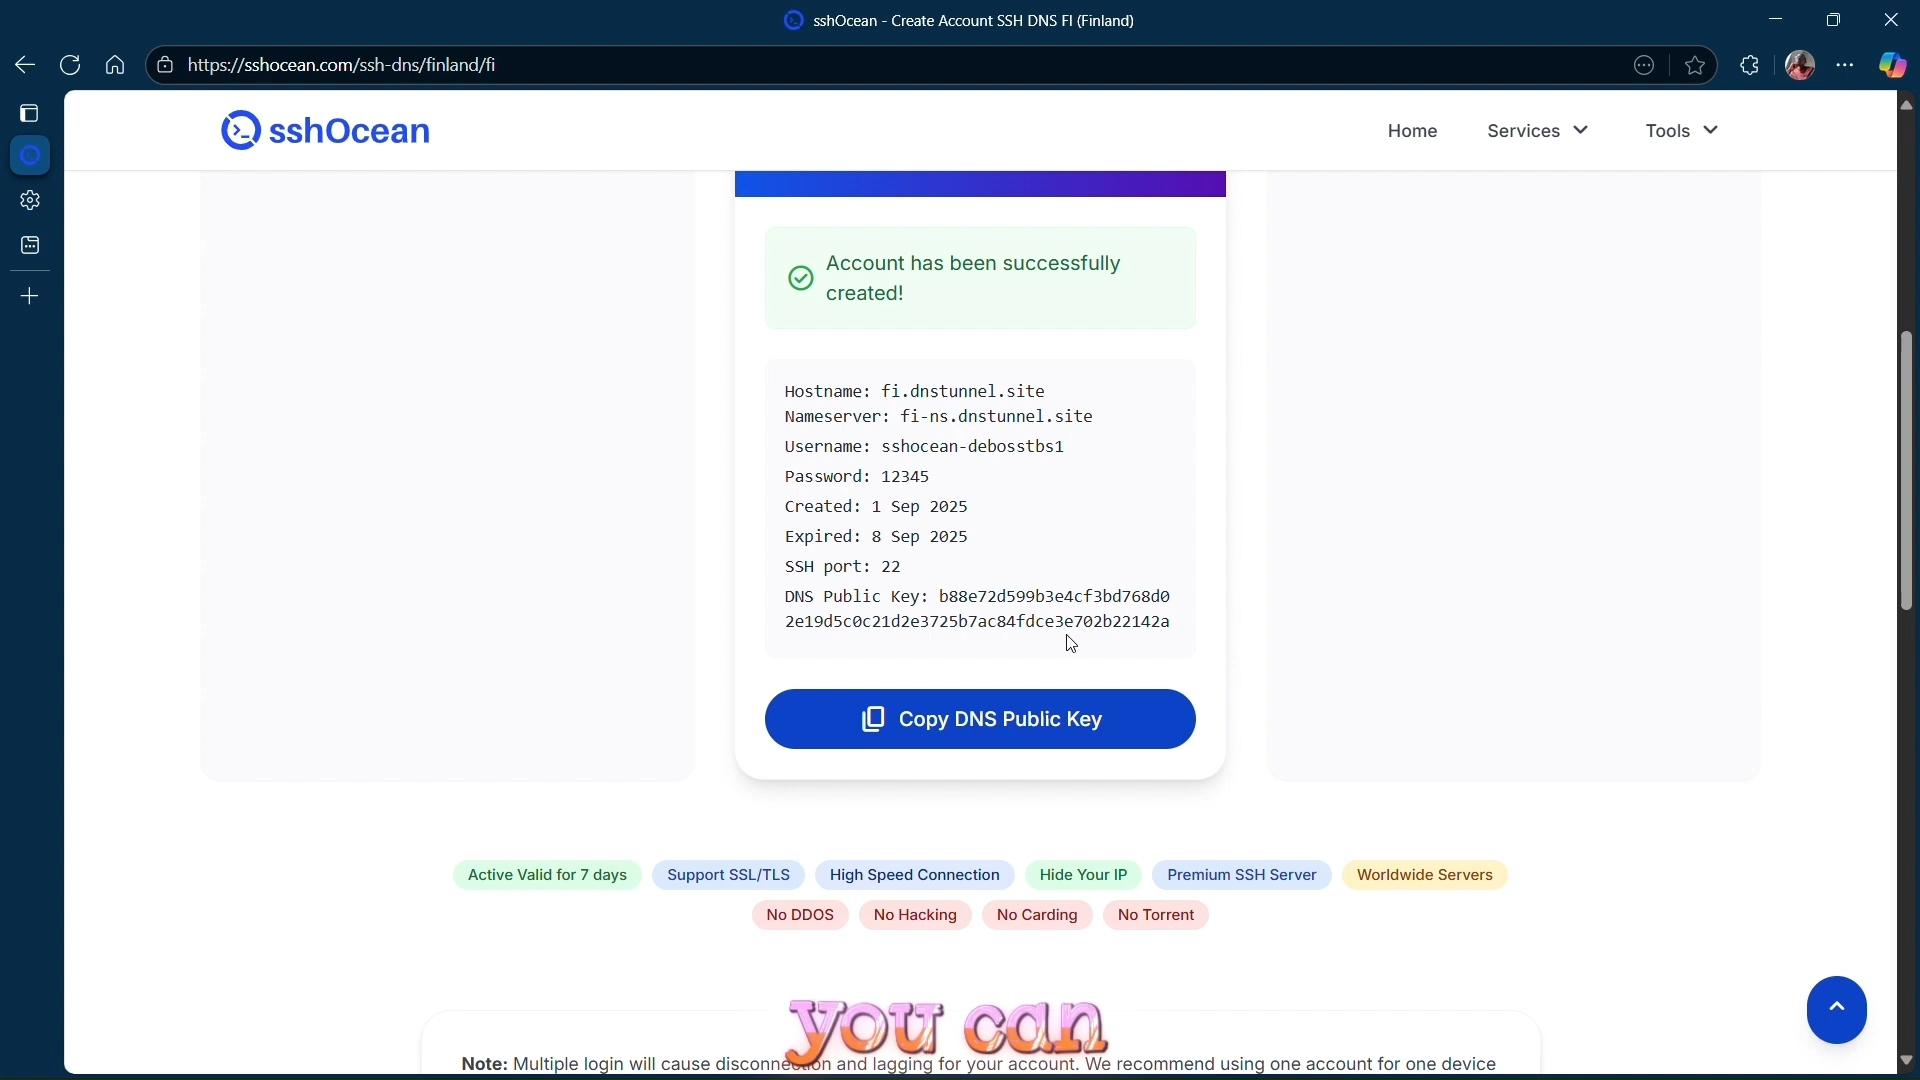 sshOcean - Create Account SSH DNS FI (Finland)
https://sshocean.com/ssh-dns/finland/fi
sshOcean
Home
Services
Tools
Account has been successfully
created!
Hostname: fi.dnstunnel.site
Nameserver: fi-ns.dnstunnel.site
Username: sshocean-debosstbs1
Password: 12345
Created: 1 Sep 2025
Expired: 8 Sep 2025
SSH port: 22
DNS Public Key: b88e72d599b3e4cf3bd768d0
2e19d5c0c21d2e3725b7ac84fdce3e702b22142a
Copy DNS Public Key
Active Valid for 7 days
Support SSL/TLS
High Speed Connection
Hide Your IP
Premium SSH Server
Worldwide Servers
No DDOS
No Hacking
No Carding
No Torrent
you can
Note: Multiple login will cause disconnection and lagging for your account. We recommend using one account for one device